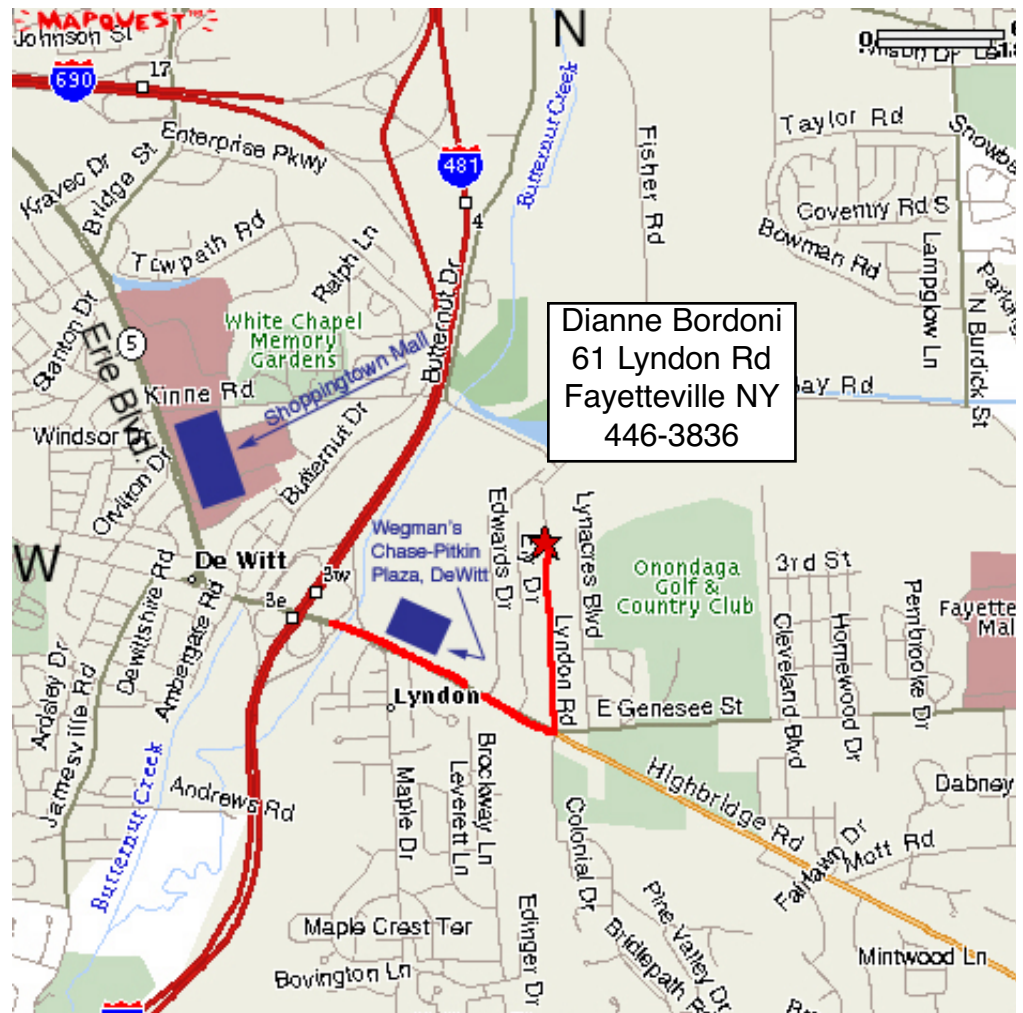 MAPQUEST
N
Johnson St
17
690
Enterprise Pkwy
Butternut Creek
Fisher Rd
Taylor Rd
481
Kravec Dr
Bridge St
4
Coventry Rd S
Bowman Rd
Lampglow Ln
Towpath Rd
Ralph Ln
Butternut Dr
N Burdick St
Stanton Dr
Erie Blvd.
5
White Chapel
Memory
Gardens
Shoppingtown Mall
Dianne Bordoni
61 Lyndon Rd
Fayetteville NY
446-3836
Kinne Rd
Butternut Dr
Orvilton Dr
Edwards Dr
Lynacres Blvd
Wegman's
Chase-Pitkin
Plaza, DeWitt
W
De Witt
3w
3e
Onondaga
Golf &
Country Club
3rd St
Dewittshire Rd
Ambergate Rd
Lyndon Rd
Cleveland Blvd
Homewood Dr
Pembrooke Dr
Ardsley Dr
Jamesville Rd
Lyndon
E Genesee St
Butternut Creek
Andrews Rd
Maple Dr
Leverett Ln
Brockway Ln
Colonial Dr
Highbridge Rd
Dabney
Fairlawn Dr
Mott Rd
Maple Crest Ter
Bovington Ln
Edinger Dr
Pine Valley Dr
Mintwood Ln